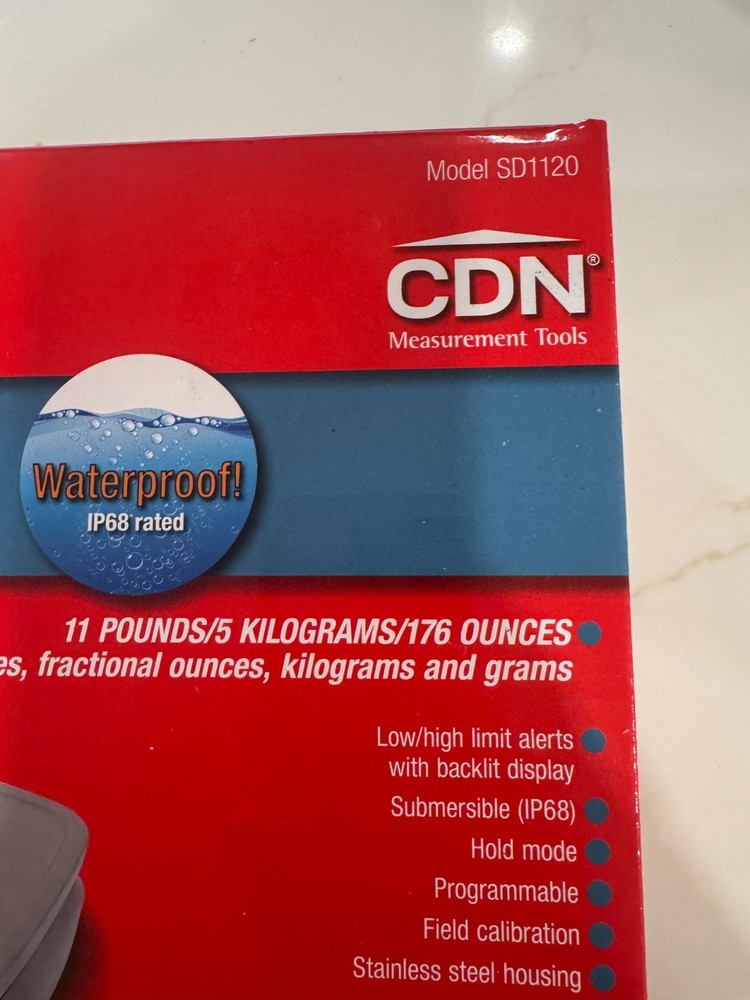 Model SD1120
CDN®
Measurement Tools
Waterproof!
IP68 rated
11 POUNDS/5 KILOGRAMS/176 OUNCES
fractional ounces, kilograms and grams
Low/high limit alerts
with backlit display
Submersible (IP68)
Hold mode
Programmable
Field calibration
Stainless steel housing